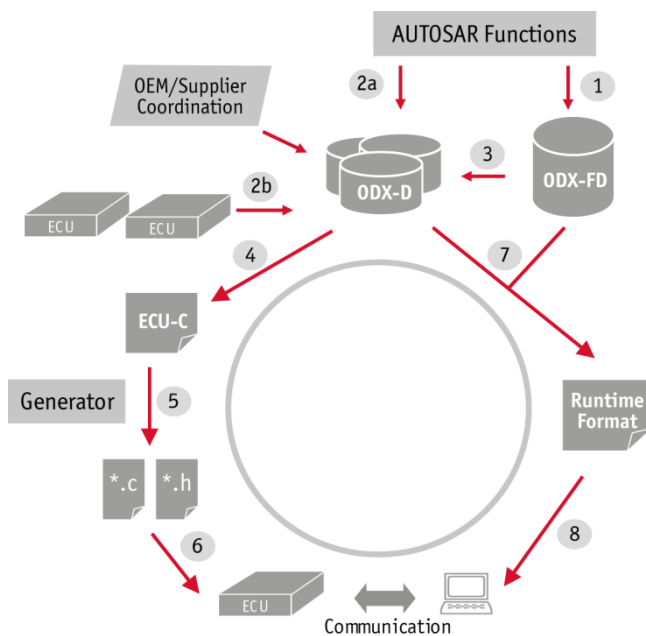 AUTOSAR Functions
OEM/Supplier
Coordination
2a
1
3
ODX-D
ODX-FD
2b
ECU
ECU
4
7
ECU-C
Generator
5
Runtime
Format
*.c
*.h
6
8
ECU
Communication